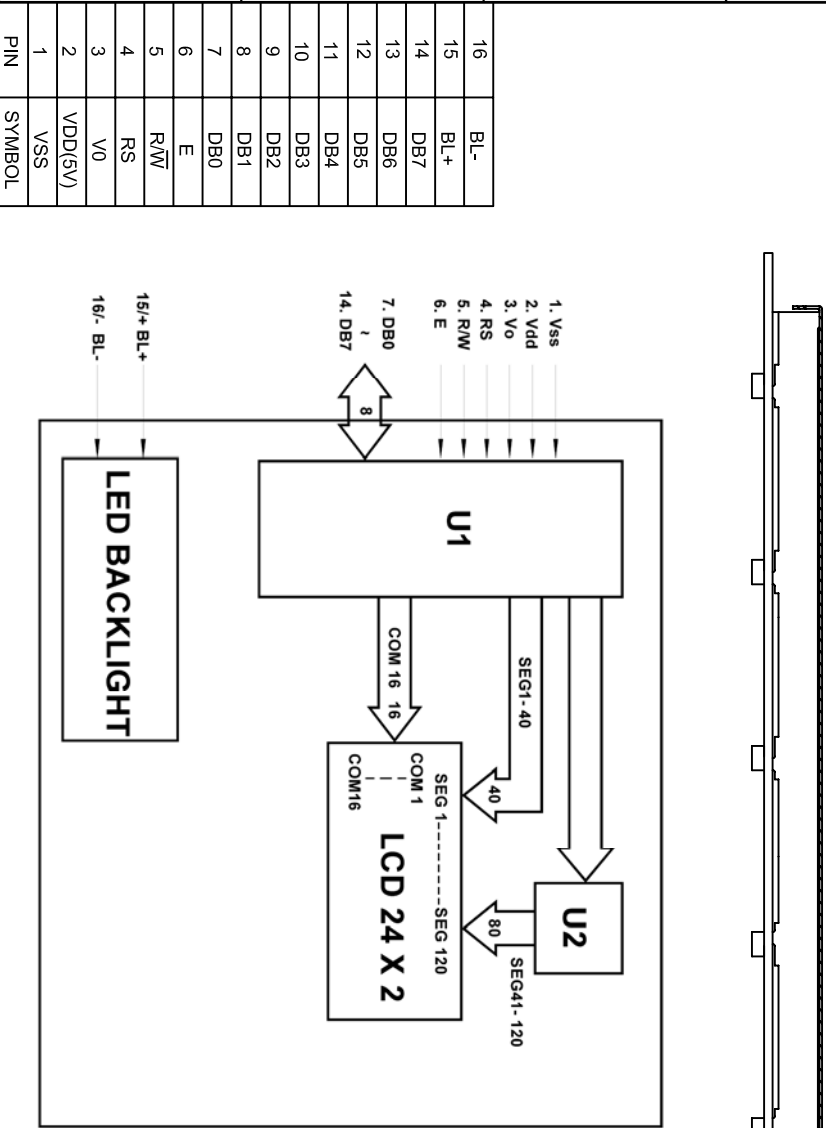 16 BL-
15 BL+
14 DB7
13 DB6
12 DB5
11 DB4
10 DB3
9 DB2
8 DB1
7 DB0
6 E
5 R/W̅
4 RS
3 V0
2 VDD(5V)
1 VSS
PIN SYMBOL
1. Vss
2. Vdd
3. Vo
4. RS
5. R/W
6. E
7. DB0
~
14. DB7
8
15/+ BL+
16/- BL-
U1
LED BACKLIGHT
SEG1- 40
40
COM 16 16
U2
80
SEG41- 120
SEG 1---------SEG 120
COM 1
COM16
LCD 24 X 2